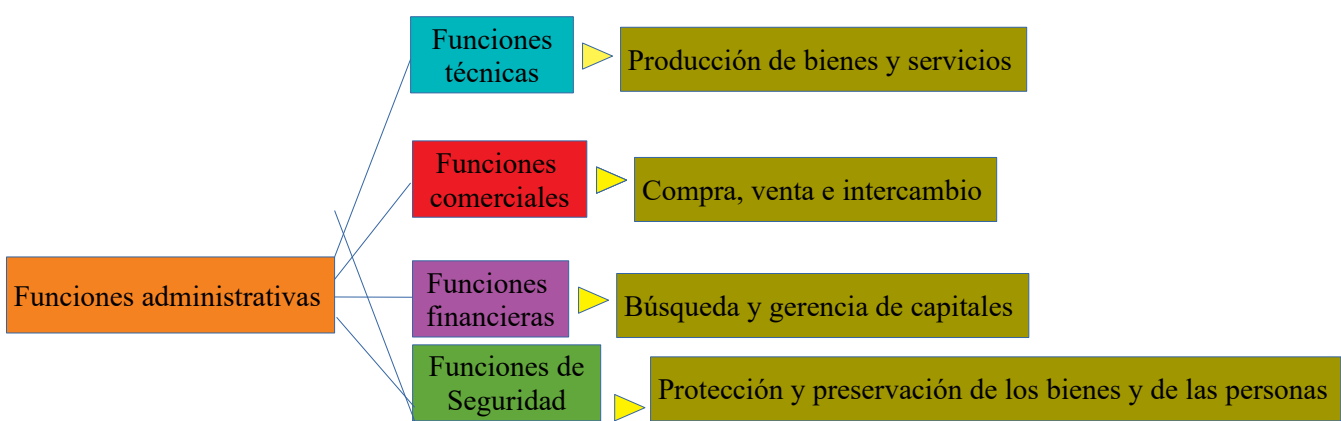 Funciones
técnicas
Producción de bienes y servicios
Funciones
comerciales
Compra, venta e intercambio
Funciones administrativas
Funciones
financieras
Búsqueda y gerencia de capitales
Funciones de
Seguridad
Protección y preservación de los bienes y de las personas